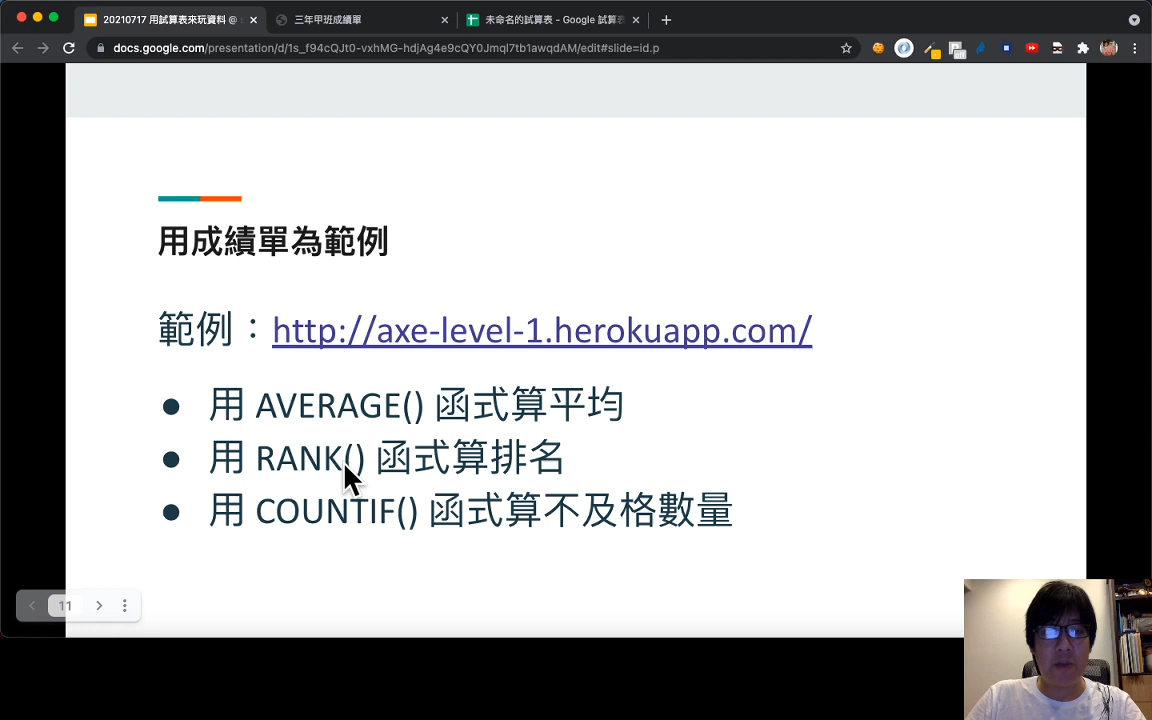 20210717 用試算表來玩資料 @
三年甲班成績單
未命名的試算表 - Google 試算表
docs.google.com/presentation/d/1s_f94cQJt0-vxhMG-hdjAg4e9cQY0Jmql7tb1awqdAM/edit#slide=id.p
用成績單為範例
範例：http://axe-level-1.herokuapp.com/
● 用 AVERAGE() 函式算平均
● 用 RANK() 函式算排名
● 用 COUNTIF() 函式算不及格數量
11